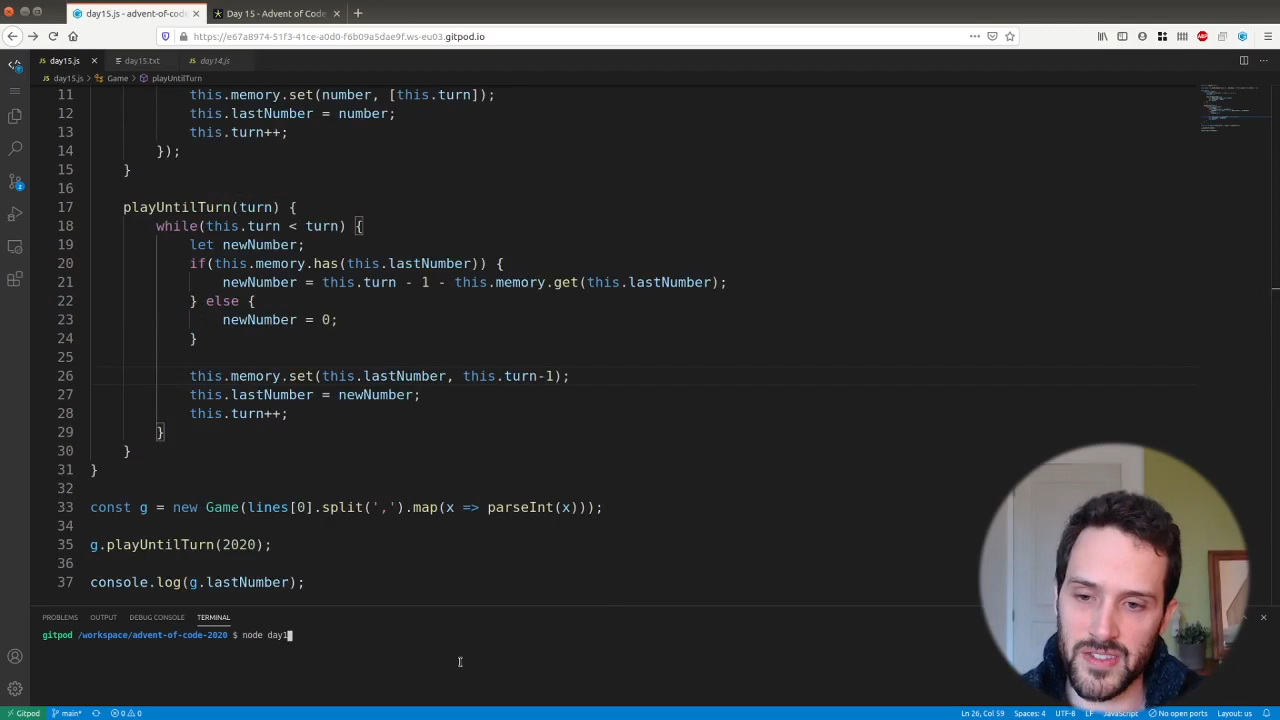 day15.js - advent-of-code
Day 15 - Advent of Code
https://e67a8974-51f3-41ce-a0d0-f6b09a5dae9f.ws-eu03.gitpod.io
day15.js
day15.txt
day14.js
day15.js > Game > playUntilTurn
11 this.memory.set(number, [this.turn]);
12 this.lastNumber = number;
13 this.turn++;
14 });
15 }
16
17 playUntilTurn(turn) {
18 while(this.turn < turn) {
19 let newNumber;
20 if(this.memory.has(this.lastNumber)) {
21 newNumber = this.turn - 1 - this.memory.get(this.lastNumber);
22 } else {
23 newNumber = 0;
24 }
25
26 this.memory.set(this.lastNumber, this.turn-1);
27 this.lastNumber = newNumber;
28 this.turn++;
29 }
30 }
31 }
32
33 const g = new Game(lines[0].split(',').map(x => parseInt(x)));
34
35 g.playUntilTurn(2020);
36
37 console.log(g.lastNumber);
PROBLEMS OUTPUT DEBUG CONSOLE TERMINAL
gitpod /workspace/advent-of-code-2020 $ node day1
Gitpod main* 0 0 Ln 26, Col 59 Spaces: 4 UTF-8 LF JavaScript No open ports Layout: us